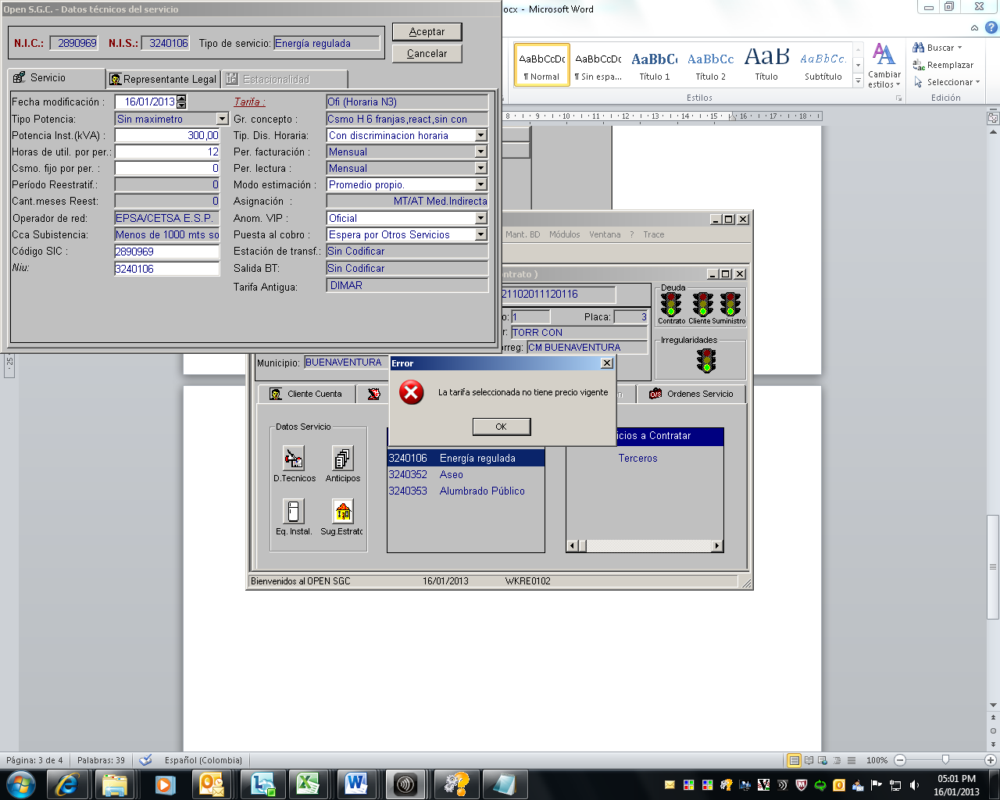 Open S.G.C. - Datos técnicos del servicio
N.I.C.: 2890969 N.I.S.: 3240106 Tipo de servicio: Energía regulada
Aceptar
Cancelar
Servicio Representante Legal Estacionalidad
Fecha modificación : 16/01/2013 Tarifa : Ofi (Horaria N3)
Tipo Potencia: Sin maximetro Gr. concepto : Csmo H 6 franjas,react,sin con
Potencia Inst.(kVA) : 300,00 Tip. Dis. Horaria: Con discriminacion horaria
Horas de util. por per.: 12 Per. facturación : Mensual
Csmo. fijo por per. : 0 Per. lectura : Mensual
Período Reestratif.: 0 Modo estimación : Promedio propio.
Cant.meses Reest: 0 Asignación : MT/AT Med.Indirecta
Operador de red: EPSA/CETSA E.S.P. Anom. VIP : Oficial
Cca Subistencia: Menos de 1000 mts so Puesta al cobro : Espera por Otros Servicios
Código SIC : 2890969 Estación de transf.: Sin Codificar
Niu: 3240106 Salida BT: Sin Codificar
Tarifa Antigua: DIMAR
ocx - Microsoft Word
AaBbCcDc AaBbCcDc AaBbC AaBbCc AaB AaBbCc.
¶ Normal ¶ Sin espa... Título 1 Título 2 Título Subtítulo
Cambiar
estilos
Buscar
Reemplazar
Seleccionar
Estilos Edición
8 9 10 11 12 13 14 15 16 17 18
25
Mant. BD Módulos Ventana ? Trace
ontrato )
21102011120116
o: 1 Placa: 3
r: TORR CON
orreg: CM BUENAVENTURA
Municipio: BUENAVENTURA
Deuda
Contrato Cliente Suministro
Irregularidades
Cliente Cuenta n Ordenes Servicio
Error
La tarifa seleccionada no tiene precio vigente
OK
Datos Servicio
D.Tecnicos Anticipos
Eq. Instal. Sug.Estrato
3240106 Energía regulada
3240352 Aseo
3240353 Alumbrado Público
icios a Contratar
Terceros
Bienvenidos al OPEN SGC 16/01/2013 WKRE0102
Página: 3 de 4 Palabras: 39 Español (Colombia) 100%
05:01 PM
16/01/2013